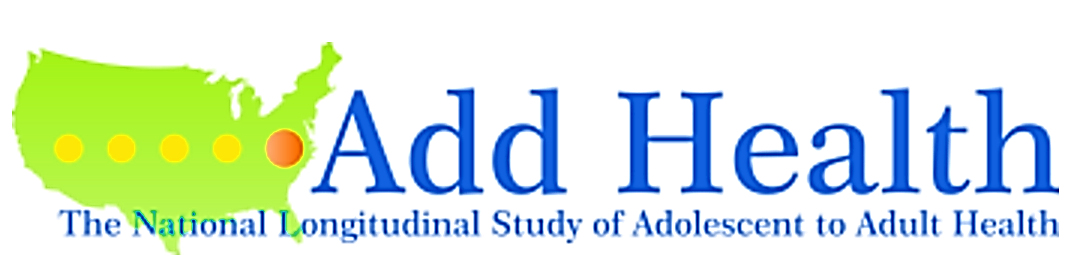 Add Health
The National Longitudinal Study of Adolescent to Adult Health